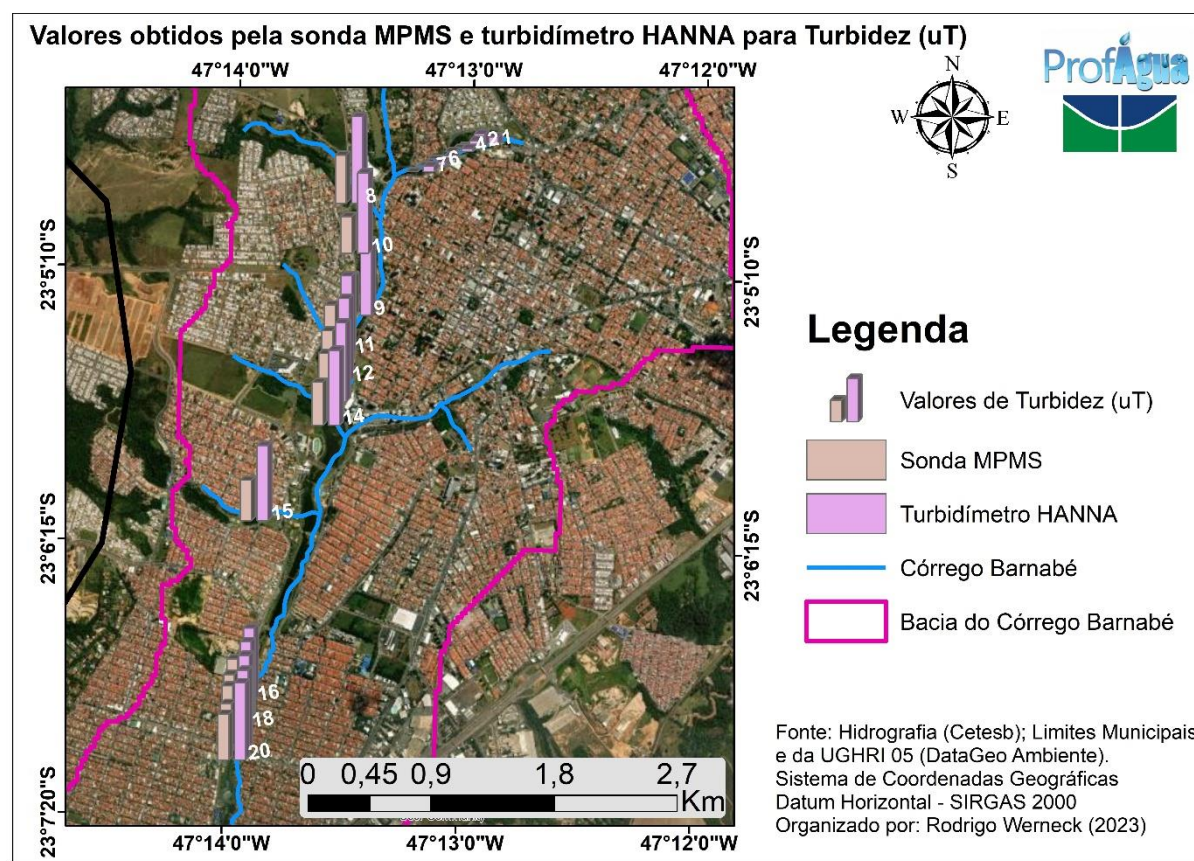 Valores obtidos pela sonda MPMS e turbidímetro HANNA para Turbidez (uT)
47°14'0"W
47°13'0"W
47°12'0"W
N
W
E
S
ProfÁgua
421
76
8
10
9
11
12
14
15
16
18
20
23°5'10"S
23°6'15"S
23°7'20"S
23°5'10"S
23°6'15"S
Legenda
Valores de Turbidez (uT)
Sonda MPMS
Turbidímetro HANNA
Córrego Barnabé
Bacia do Córrego Barnabé
0 0,45 0,9 1,8 2,7
Km
47°14'0"W
47°13'0"W
47°12'0"W
Fonte: Hidrografia (Cetesb); Limites Municipais
e da UGHRI 05 (DataGeo Ambiente).
Sistema de Coordenadas Geográficas
Datum Horizontal - SIRGAS 2000
Organizado por: Rodrigo Werneck (2023)